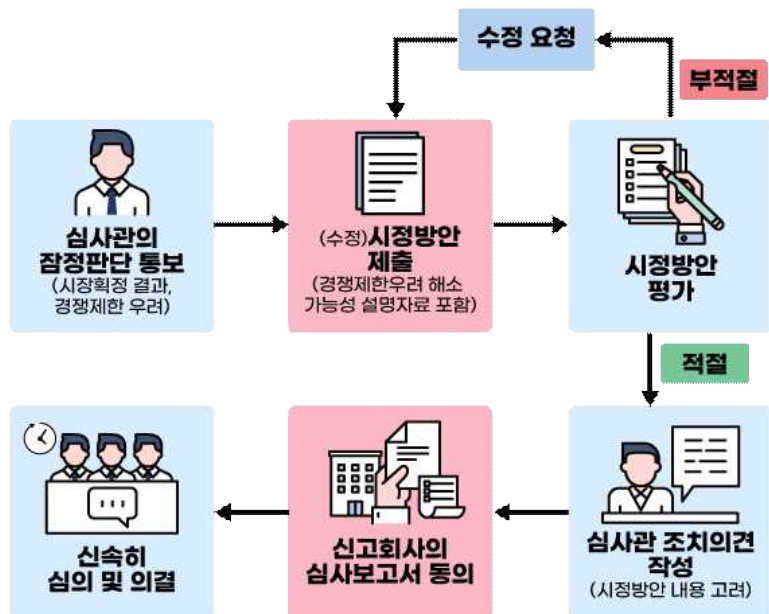 수정 요청
부적절
심사관의
잠정판단 통보
(시장획정 결과,
경쟁제한 우려)
(수정)시정방안
제출
(경쟁제한우려 해소
가능성 설명자료 포함)
시정방안
평가
적절
신속히
심의 및 의결
신고회사의
심사보고서 동의
심사관 조치의견
작성
(시정방안 내용 고려)